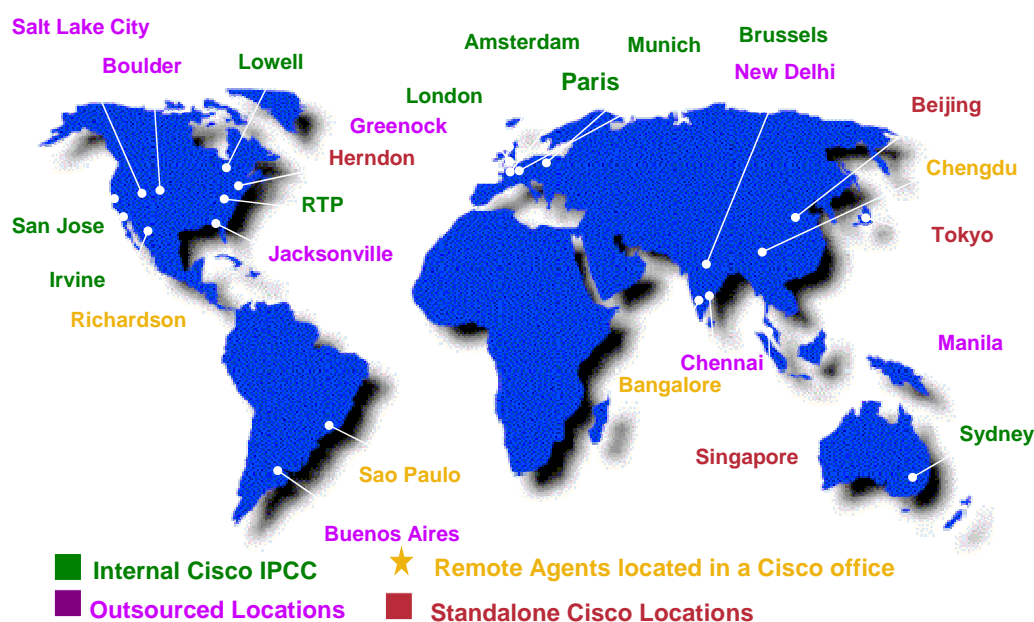 Salt Lake City
Boulder
Lowell
Amsterdam
Munich
Brussels
New Delhi
London
Paris
Greenock
Beijing
Herndon
Chengdu
RTP
San Jose
Jacksonville
Tokyo
Irvine
Richardson
Manila
Chennai
Bangalore
Sydney
Singapore
Sao Paulo
Buenos Aires
Internal Cisco IPCC
Remote Agents located in a Cisco office
Outsourced Locations
Standalone Cisco Locations